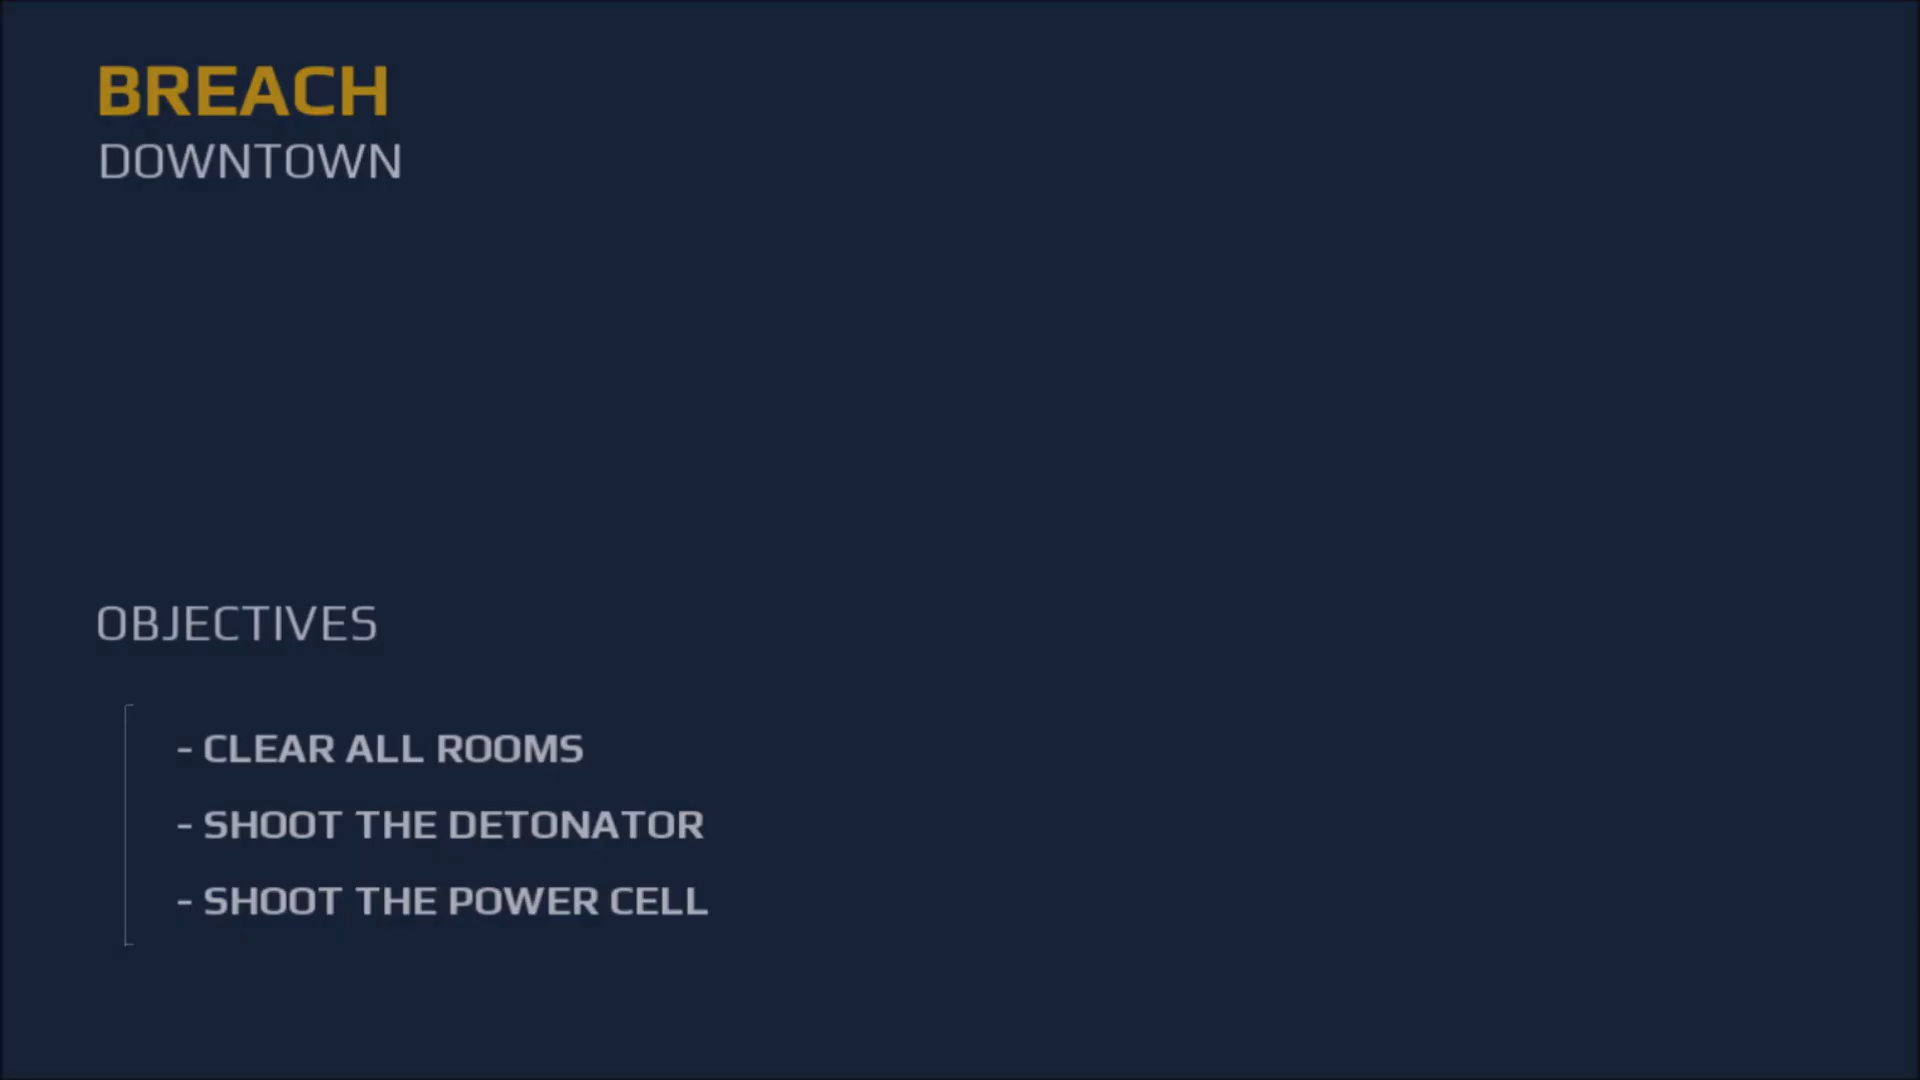 BREACH
DOWNTOWN
OBJECTIVES
- CLEAR ALL ROOMS
- SHOOT THE DETONATOR
- SHOOT THE POWER CELL